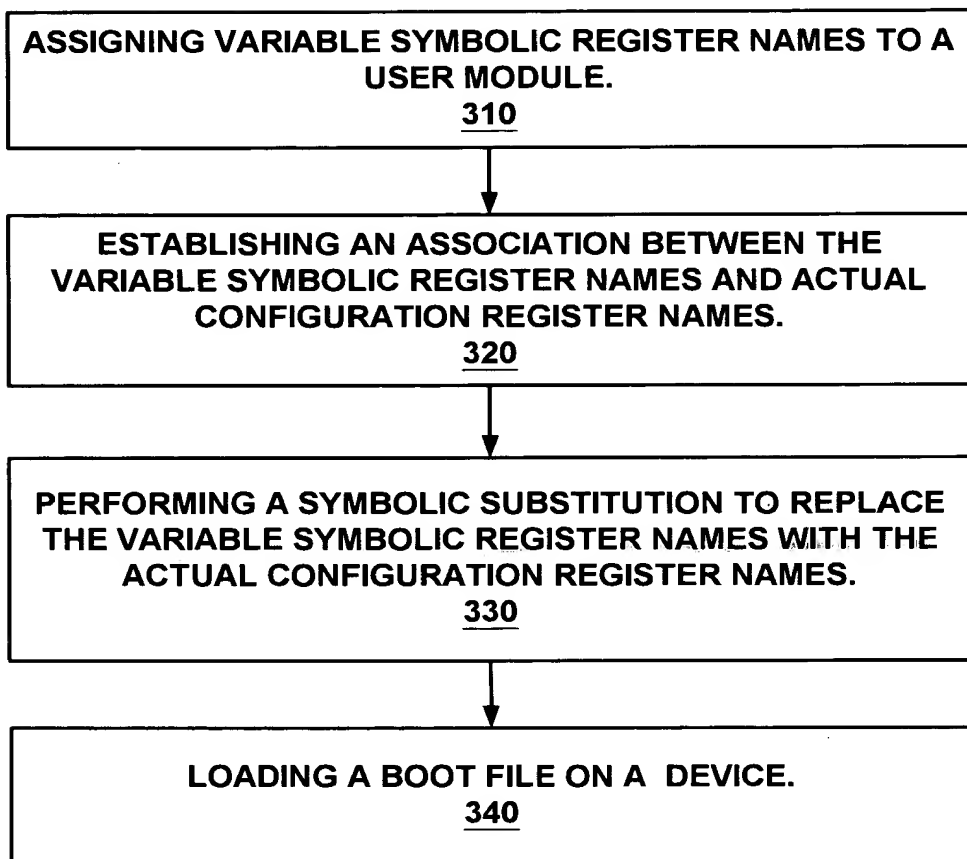 ASSIGNING VARIABLE SYMBOLIC REGISTER NAMES TO A
USER MODULE.
310
ESTABLISHING AN ASSOCIATION BETWEEN THE
VARIABLE SYMBOLIC REGISTER NAMES AND ACTUAL
CONFIGURATION REGISTER NAMES.
320
PERFORMING A SYMBOLIC SUBSTITUTION TO REPLACE
THE VARIABLE SYMBOLIC REGISTER NAMES WITH THE
ACTUAL CONFIGURATION REGISTER NAMES.
330
LOADING A BOOT FILE ON A DEVICE.
340